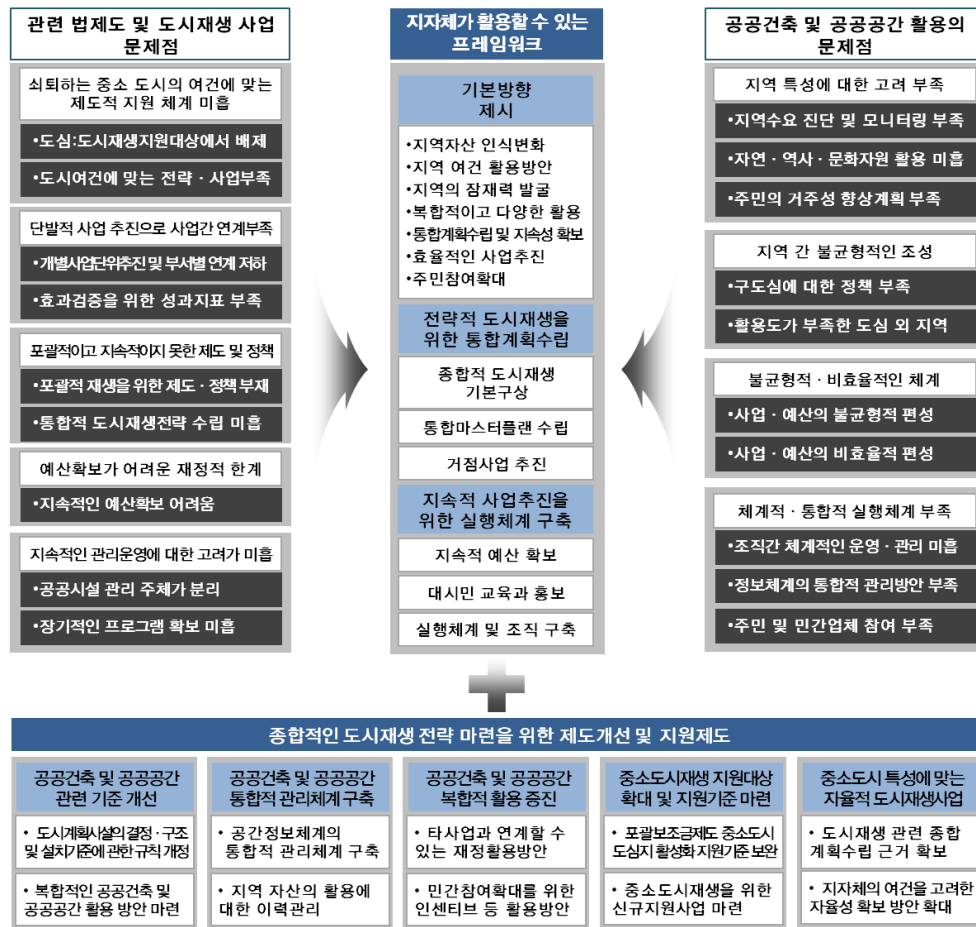 관련 법제도 및 도시재생 사업
문제점
쇠퇴하는 중소 도시의 여건에 맞는
제도적 지원 체계 미흡
•도심:도시재생지원대상에서 배제
•도시여건에 맞는 전략 · 사업부족
단발적 사업 추진으로 사업간 연계부족
•개별사업단위추진 및 부서별 연계 저하
•효과검증을 위한 성과지표 부족
포괄적이고 지속적이지 못한 제도 및 정책
•포괄적 재생을 위한 제도 · 정책 부재
•통합적 도시재생전략 수립 미흡
예산확보가 어려운 재정적 한계
•지속적인 예산확보 어려움
지속적인 관리운영에 대한 고려가 미흡
•공공시설 관리 주체가 분리
•장기적인 프로그램 확보 미흡
지자체가 활용할 수 있는
프레임워크
기본방향
제시
•지역자산 인식변화
•지역 여건 활용방안
•지역의 잠재력 발굴
•복합적이고 다양한 활용
•통합계획수립 및 지속성 확보
•효율적인 사업추진
•주민참여확대
전략적 도시재생을
위한 통합계획수립
종합적 도시재생
기본구상
통합마스터플랜 수립
거점사업 추진
지속적 사업추진을
위한 실행체계 구축
지속적 예산 확보
대시민 교육과 홍보
실행체계 및 조직 구축
공공건축 및 공공공간 활용의
문제점
지역 특성에 대한 고려 부족
•지역수요 진단 및 모니터링 부족
•자연 · 역사 · 문화자원 활용 미흡
•주민의 거주성 향상계획 부족
지역 간 불균형적인 조성
•구도심에 대한 정책 부족
•활용도가 부족한 도심 외 지역
불균형적 · 비효율적인 체계
•사업 · 예산의 불균형적 편성
•사업 · 예산의 비효율적 편성
체계적 · 통합적 실행체계 부족
•조직간 체계적인 운영 · 관리 미흡
•정보체계의 통합적 관리방안 부족
•주민 및 민간업체 참여 부족
종합적인 도시재생 전략 마련을 위한 제도개선 및 지원제도
공공건축 및 공공공간
관련 기준 개선
• 도시계획시설의 결정 · 구조
및 설치기준에 관한 규칙 개정
• 복합적인 공공건축 및
공공공간 활용 방안 마련
공공건축 및 공공공간
통합적 관리체계 구축
• 공간정보체계의
통합적 관리체계 구축
• 지역 자산의 활용에
대한 이력관리
공공건축 및 공공공간
복합적 활용 증진
• 타사업과 연계할 수
있는 재정활용방안
• 민간참여확대를 위한
인센티브 등 활용방안
중소도시재생 지원대상
확대 및 지원기준 마련
• 포괄보조금제도 중소도시
도심지 활성화 지원기준 보완
• 중소도시재생을 위한
신규지원사업 마련
중소도시 특성에 맞는
자율적 도시재생사업
• 도시재생 관련 종합
계획수립 근거 확보
• 지자체의 여건을 고려한
자율성 확보 방안 확대